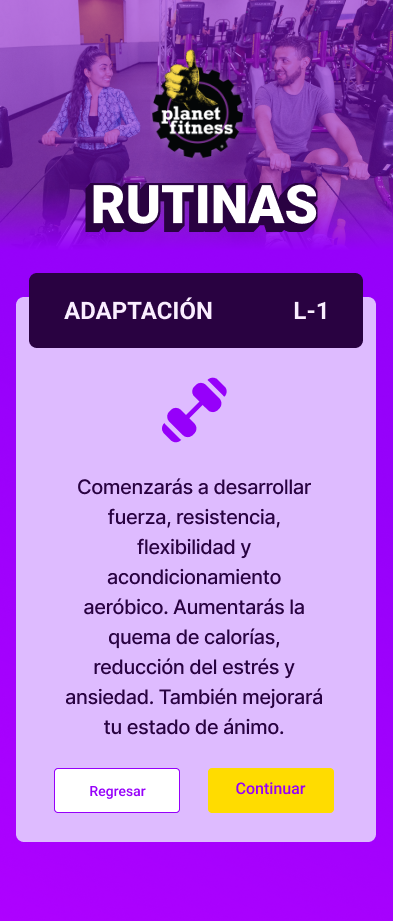 planet
fitness
RUTINAS
ADAPTACIÓN L-1
Comenzarás a desarrollar
fuerza, resistencia,
flexibilidad y
acondicionamiento
aeróbico. Aumentarás la
quema de calorías,
reducción del estrés y
ansiedad. También mejorará
tu estado de ánimo.
Regresar Continuar